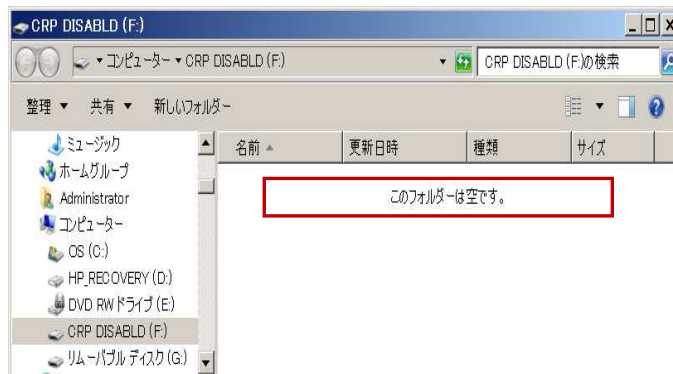 CRP DISABLD (F:)
▾ コンピューター ▾ CRP DISABLD (F:)
CRP DISABLD (F:)の検索
整理 ▼ 共有 ▼ 新しいフォルダー
名前 更新日時 種類 サイズ
このフォルダーは空です。
ミュージック
ホームグループ
Administrator
コンピューター
OS (C:)
HP_RECOVERY (D:)
DVD RW ドライブ (E:)
CRP DISABLD (F:)
リムーバブル ディスク (G:)